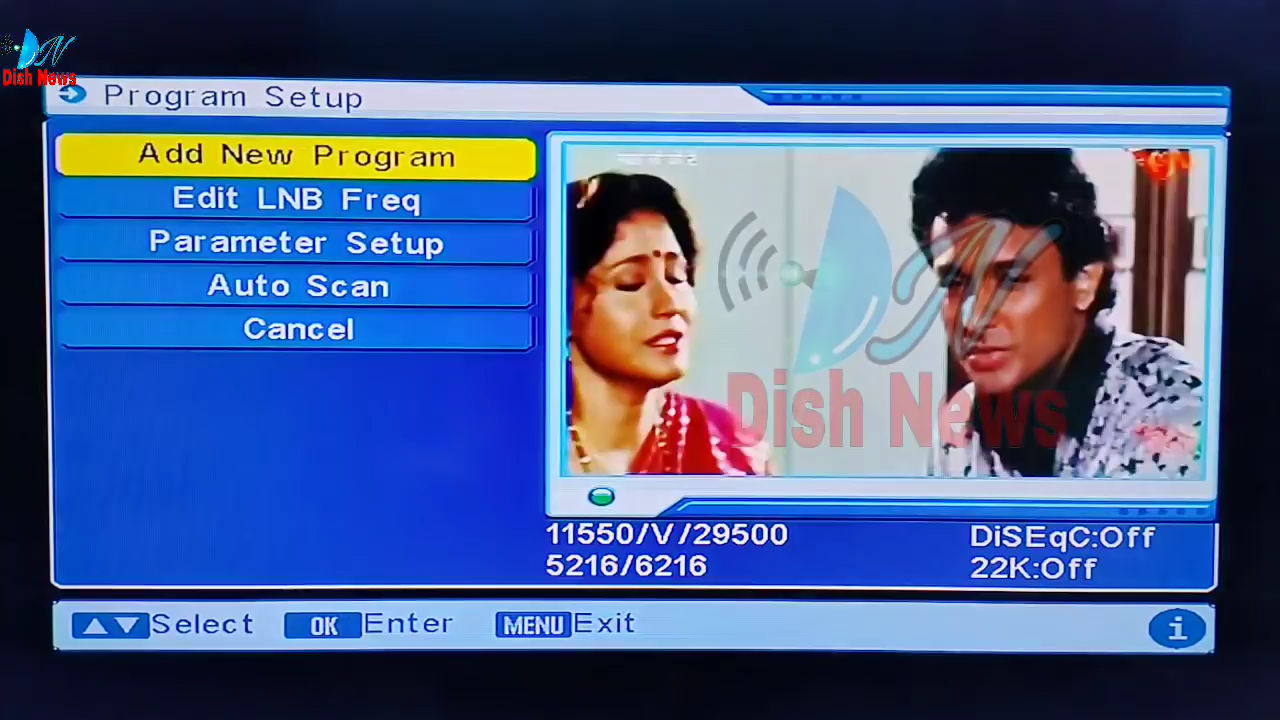 Dish News
Program Setup
Add New Program
Edit LNB Freq
Parameter Setup
Auto Scan
Cancel
Dish News
11550/V/29500
DiSEqC:Off
5216/6216
22K:Off
Select
OK Enter
MENU Exit
i